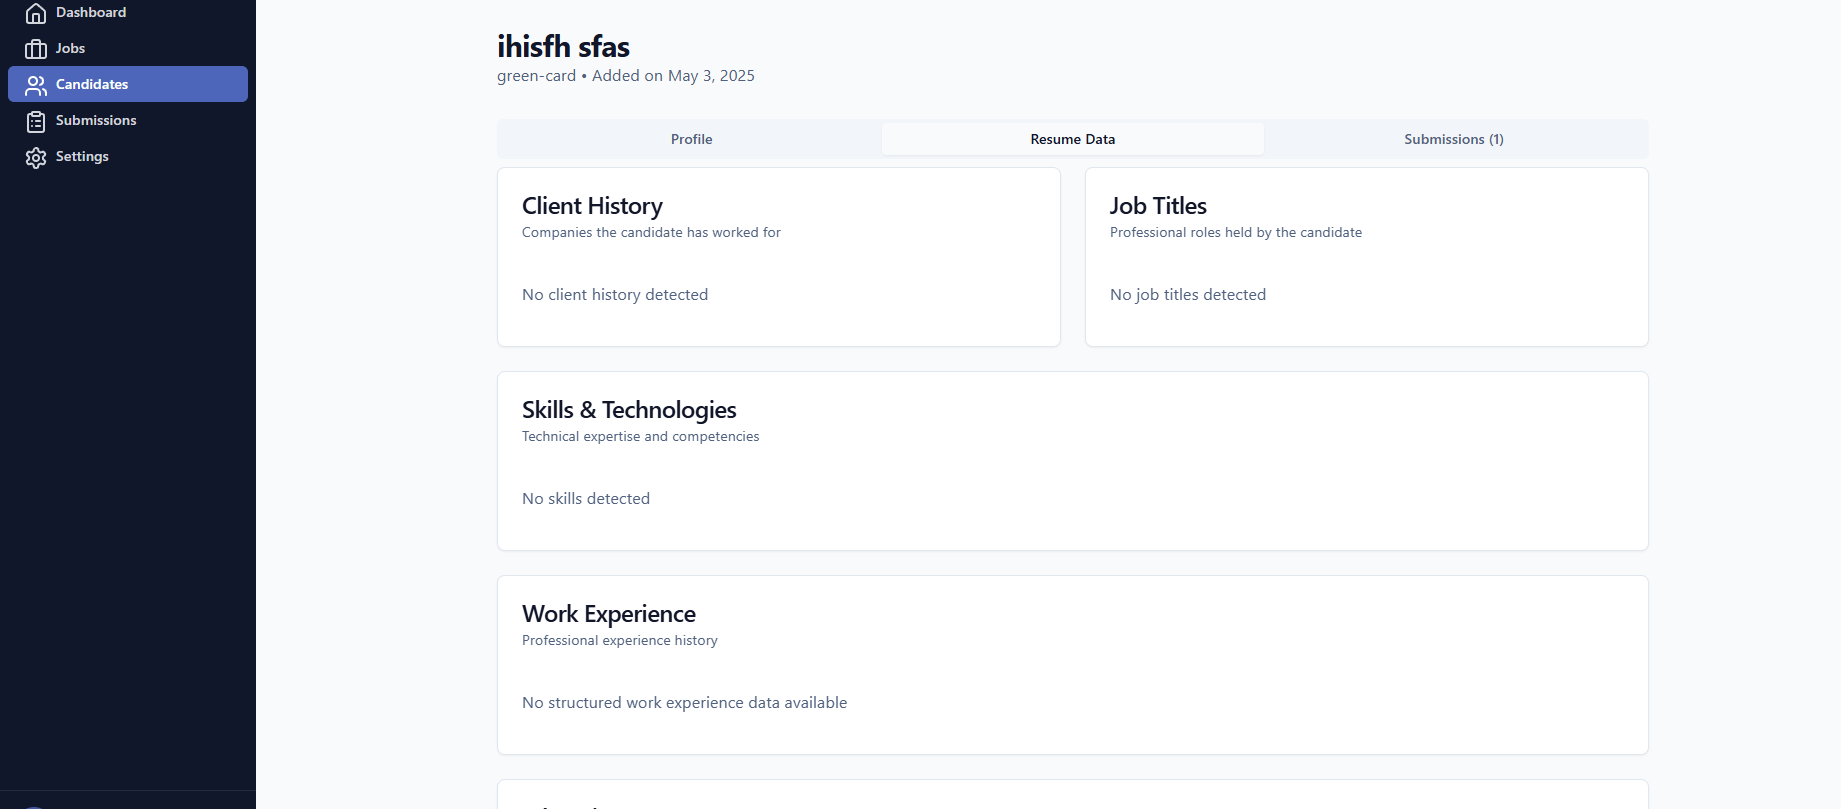 Dashboard
Jobs
Candidates
Submissions
Settings
ihisfh sfas
green-card • Added on May 3, 2025
Profile
Resume Data
Submissions (1)
Client History
Companies the candidate has worked for
No client history detected
Job Titles
Professional roles held by the candidate
No job titles detected
Skills & Technologies
Technical expertise and competencies
No skills detected
Work Experience
Professional experience history
No structured work experience data available